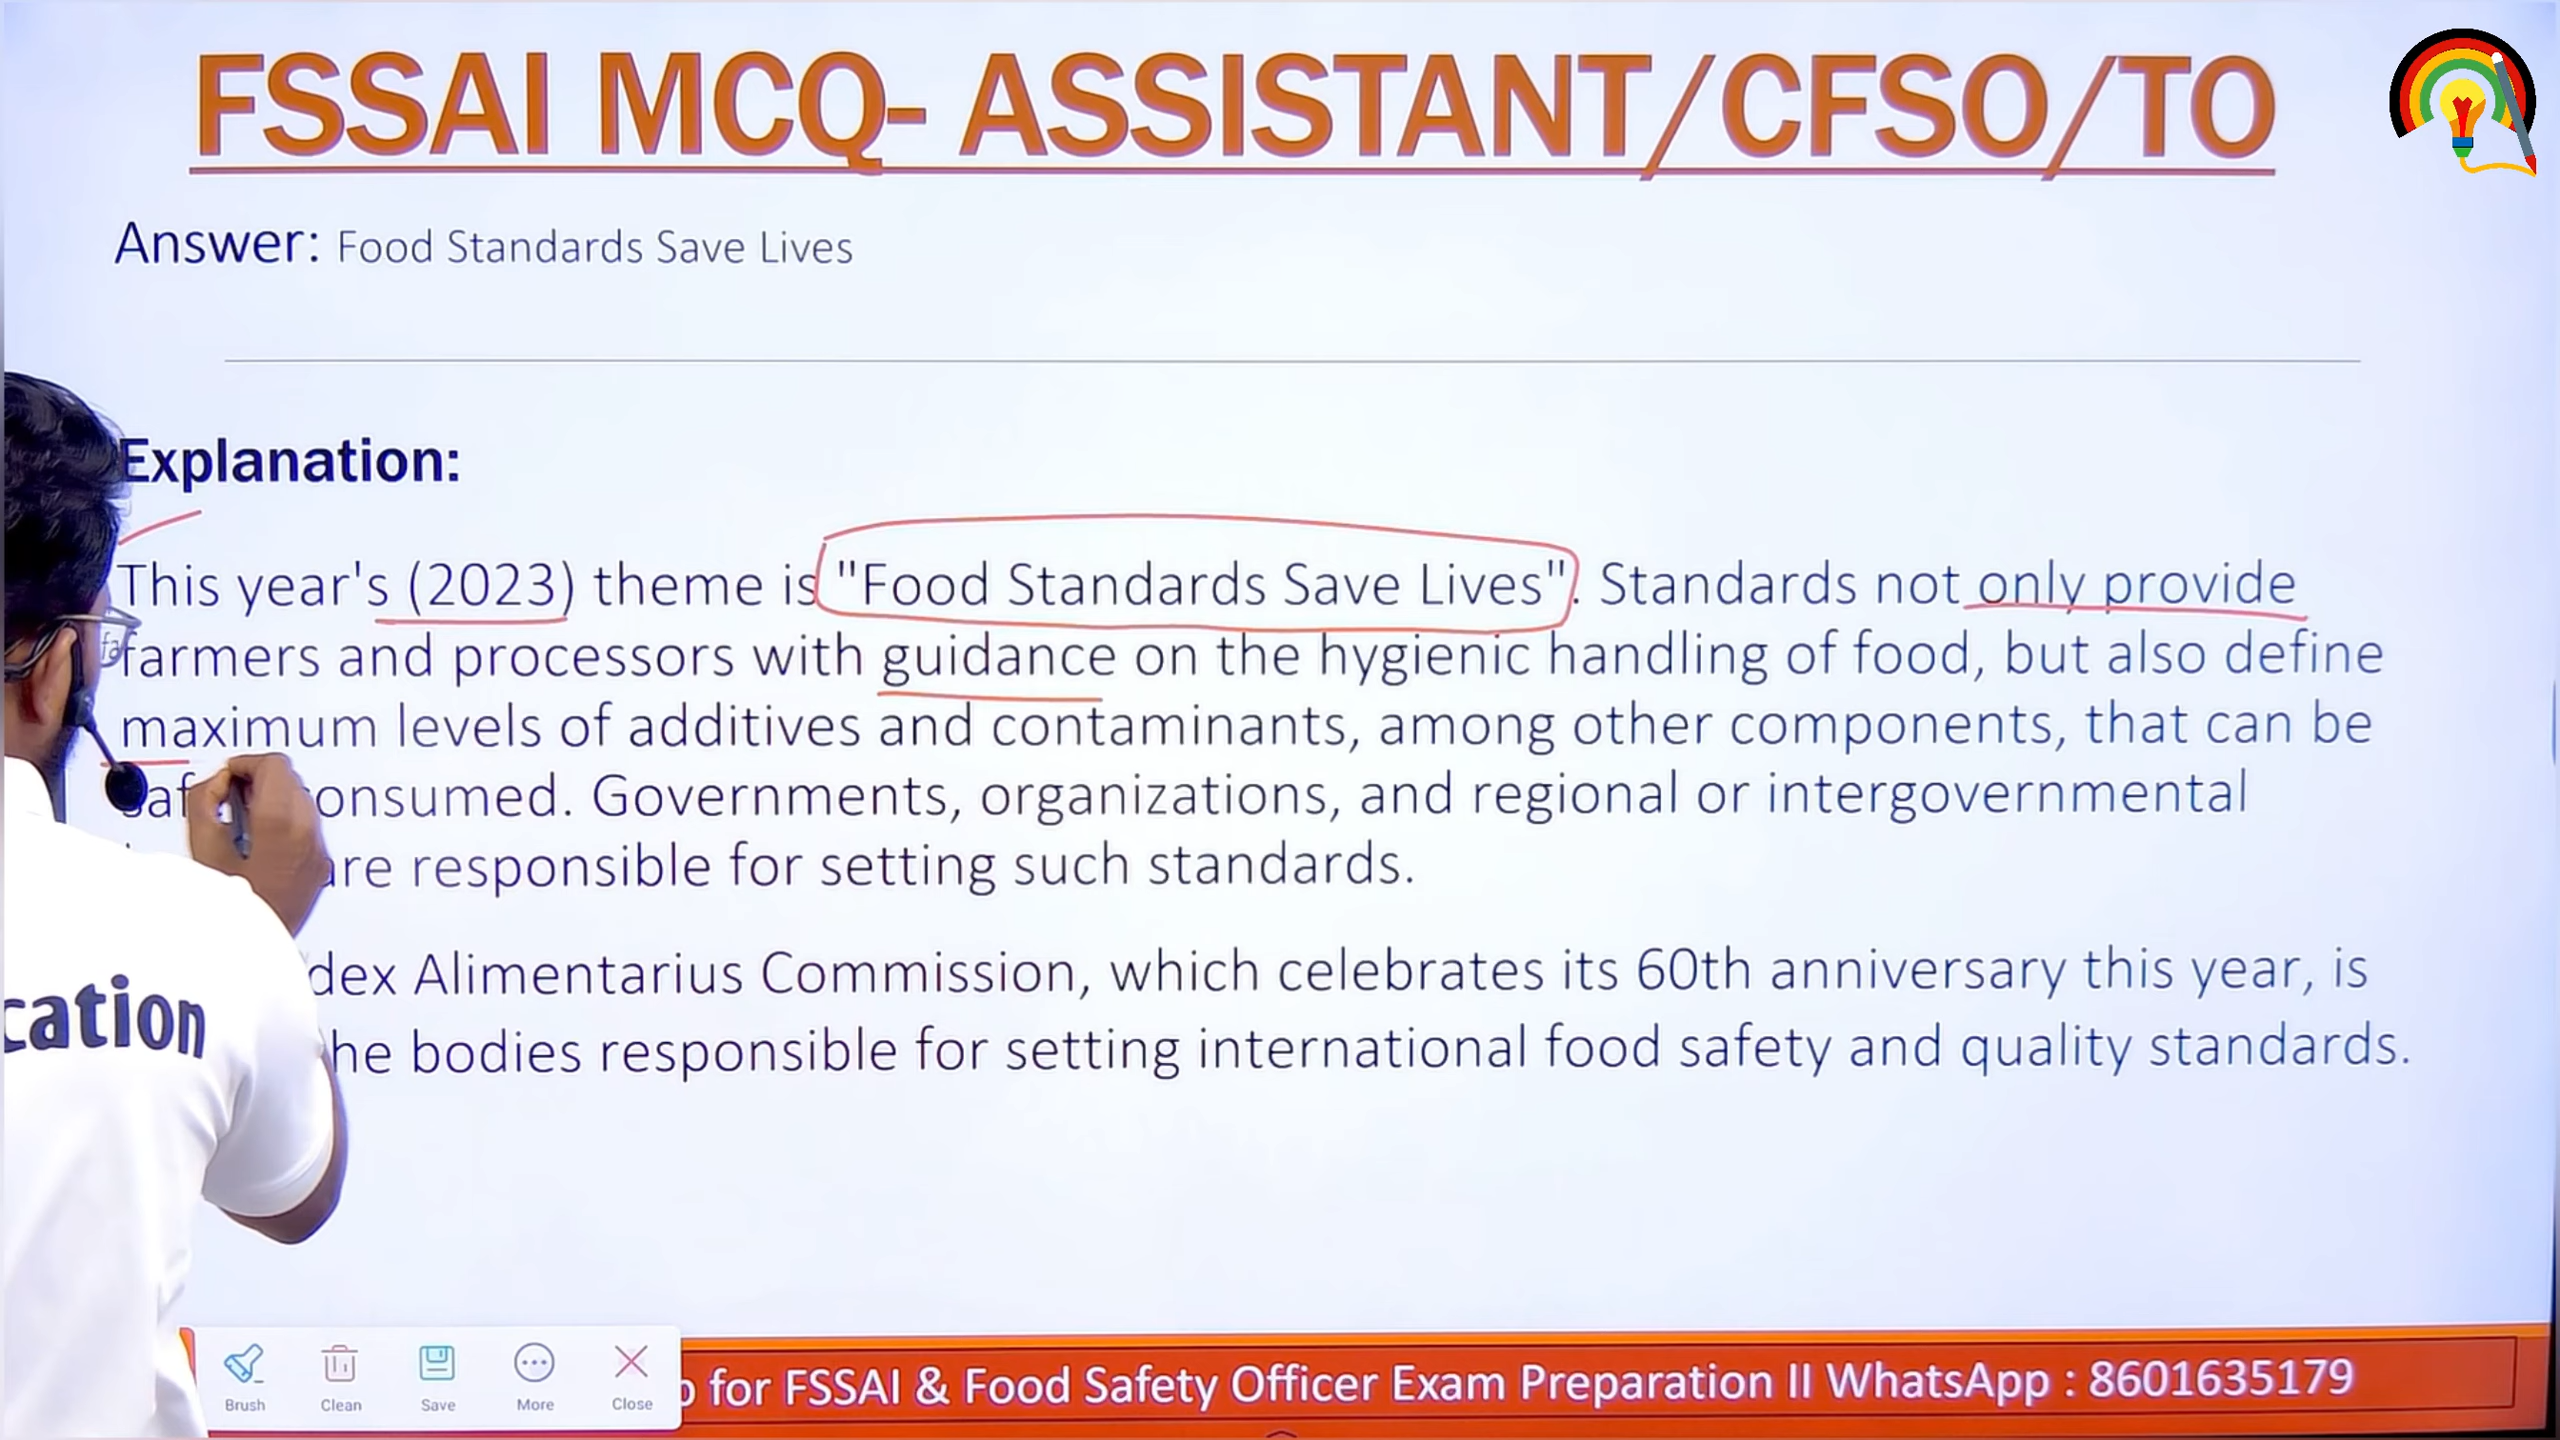 FSSAI MCQ- ASSISTANT/CFSO/TO
Answer: Food Standards Save Lives
Explanation:
This year's (2023) theme is "Food Standards Save Lives". Standards not only provide
farmers and processors with guidance on the hygienic handling of food, but also define
maximum levels of additives and contaminants, among other components, that can be
consumed. Governments, organizations, and regional or intergovernmental
are responsible for setting such standards.
Alimentarius Commission, which celebrates its 60th anniversary this year, is
bodies responsible for setting international food safety and quality standards.
cation
Brush Clean Save More Close
for FSSAI & Food Safety Officer Exam Preparation II WhatsApp : 8601635179